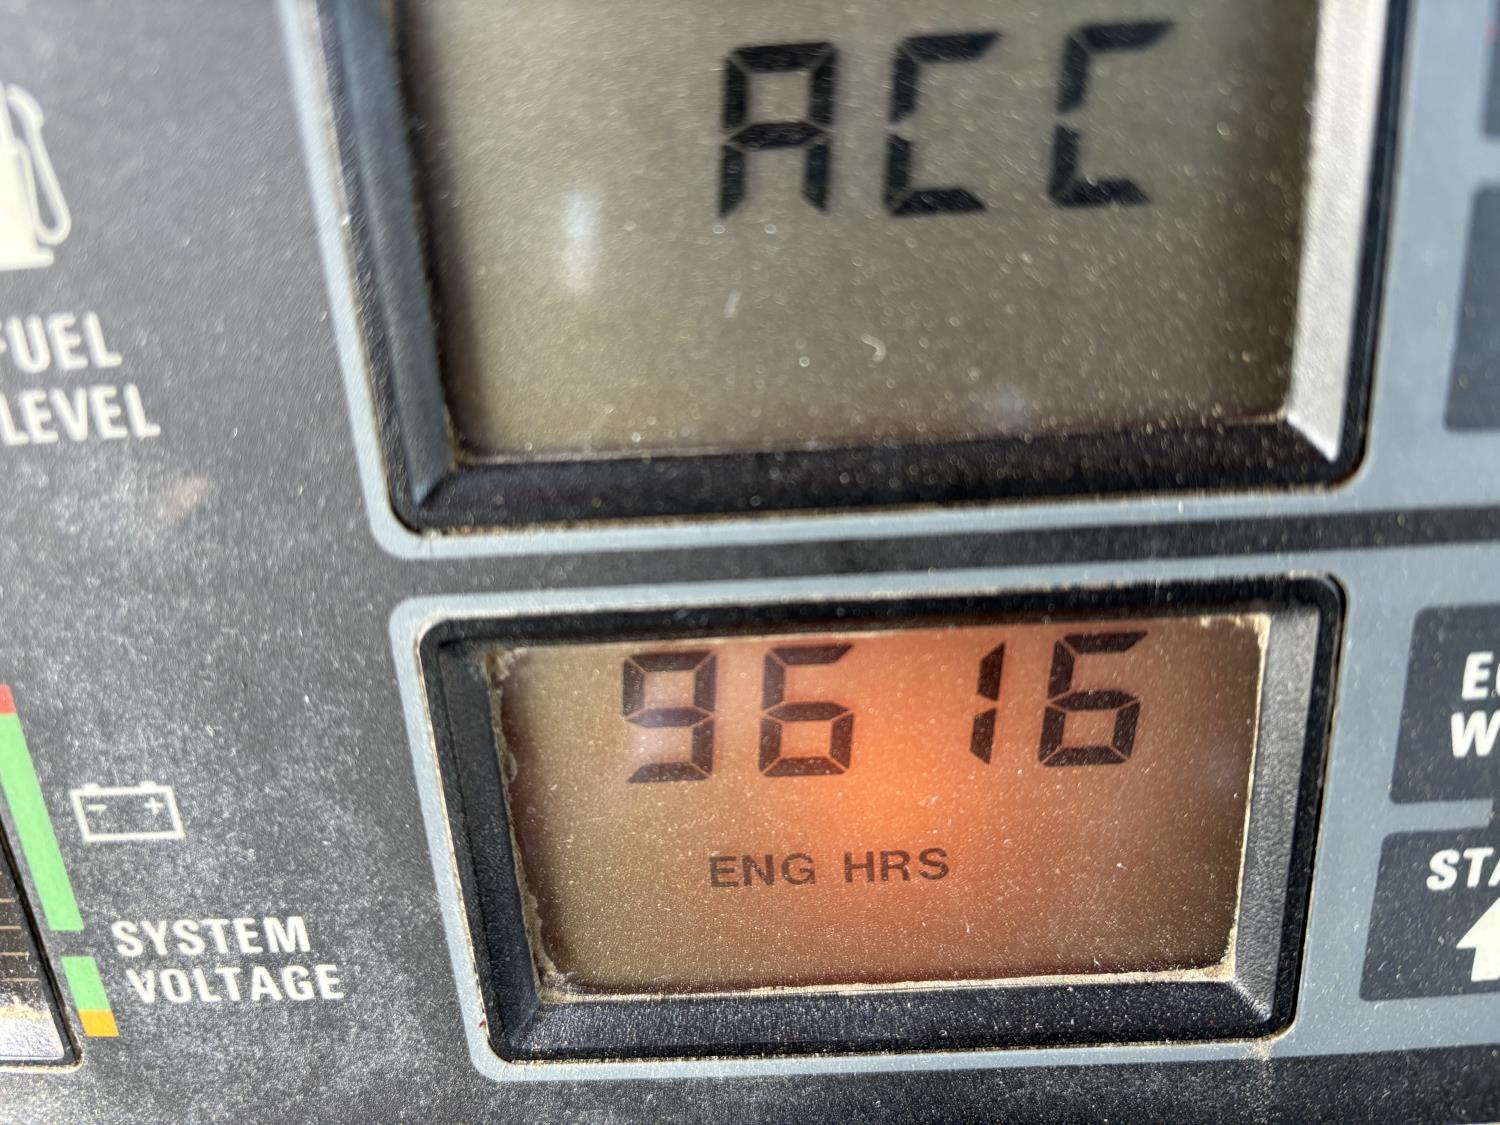 ACC
FUEL
LEVEL
9616
ENG HRS
SYSTEM
VOLTAGE